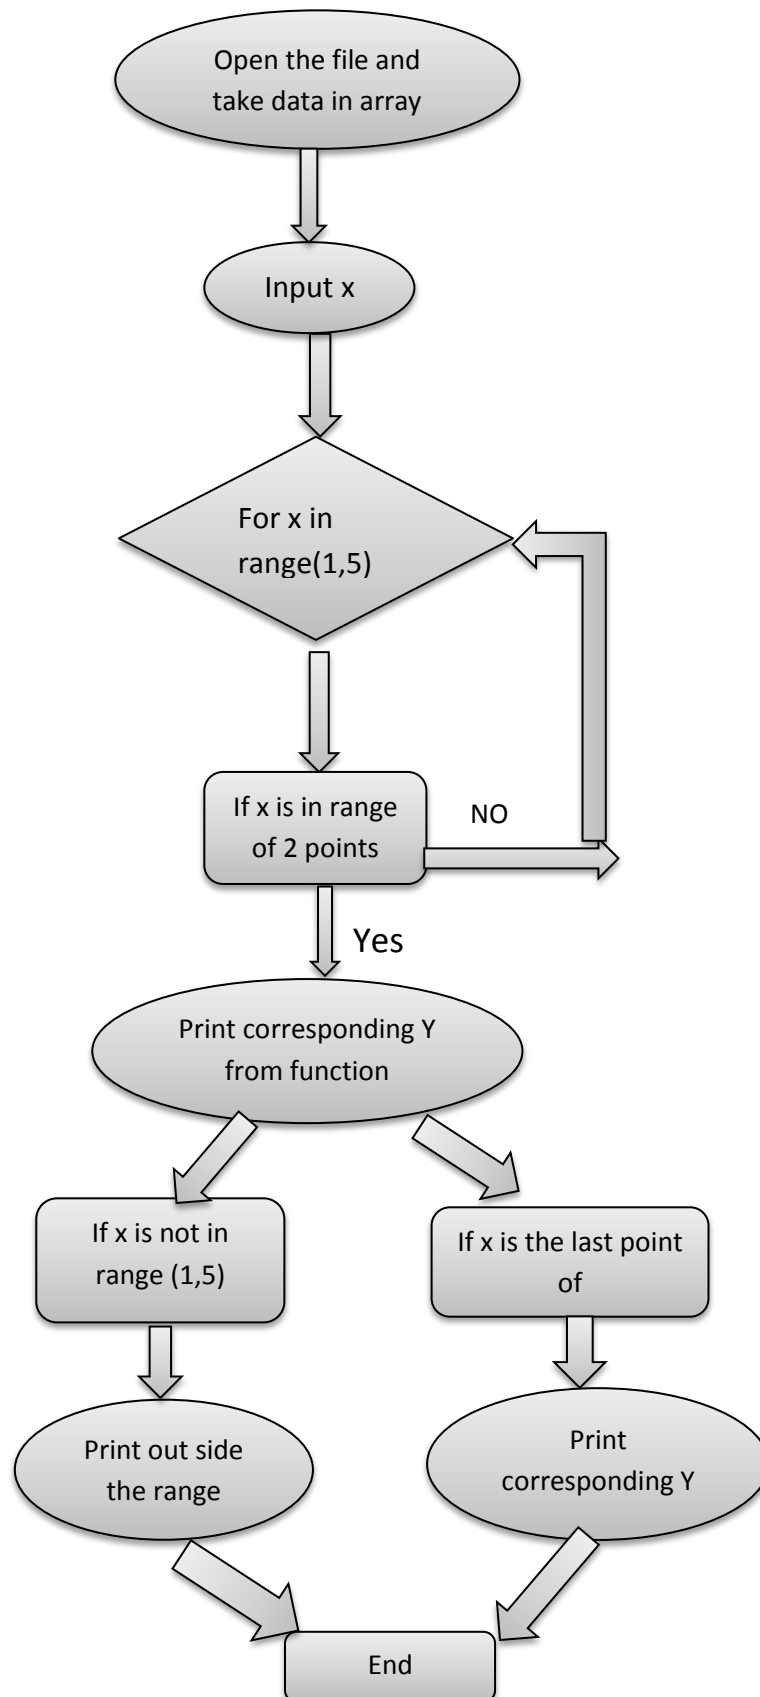 Open the file and
take data in array
Input x
For x in
range(1,5)
If x is in range
of 2 points
NO
Yes
Print corresponding Y
from function
If x is not in
range (1,5)
If x is the last point
of
Print out side
the range
Print
corresponding Y
End